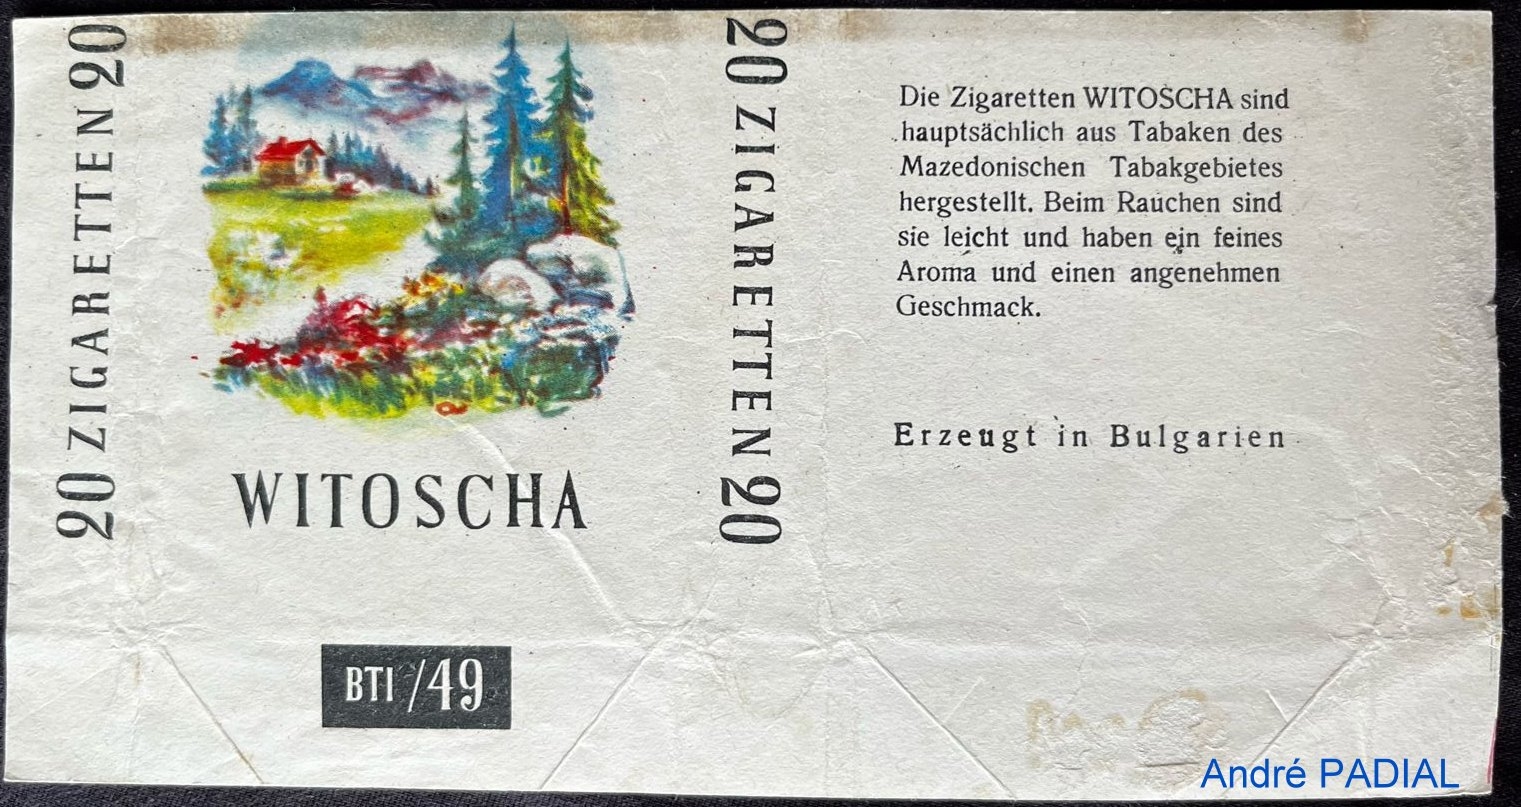 20 ZIGARETTEN 20
WITOSCHA
BTI /49
20 ZIGARETTEN 20
Die Zigaretten WITOSCHA sind
hauptsächlich aus Tabaken des
Mazedonischen Tabakgebietes
hergestellt. Beim Rauchen sind
sie leicht und haben ein feines
Aroma und einen angenehmen
Geschmack.
Erzeugt in Bulgarien
André PADIAL